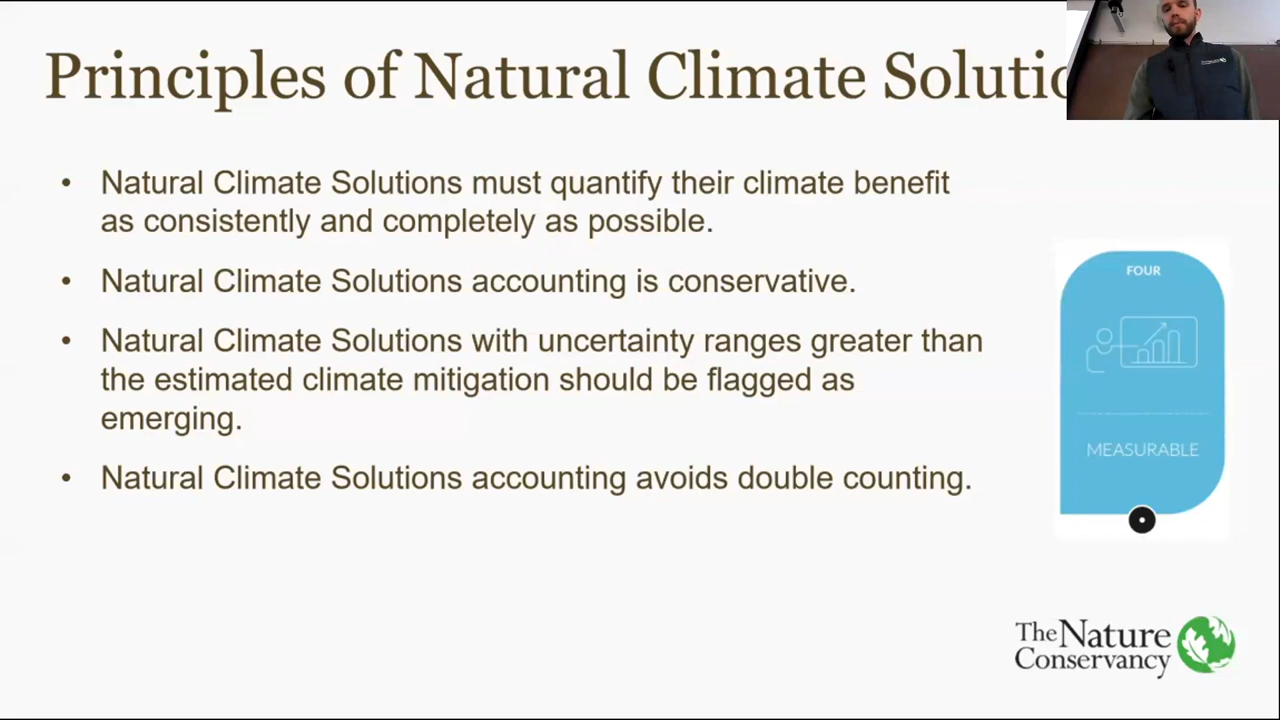 Principles of Natural Climate Solutio
• Natural Climate Solutions must quantify their climate benefit
as consistently and completely as possible.
• Natural Climate Solutions accounting is conservative.
• Natural Climate Solutions with uncertainty ranges greater than
the estimated climate mitigation should be flagged as
emerging.
• Natural Climate Solutions accounting avoids double counting.
FOUR
MEASURABLE
The Nature
Conservancy